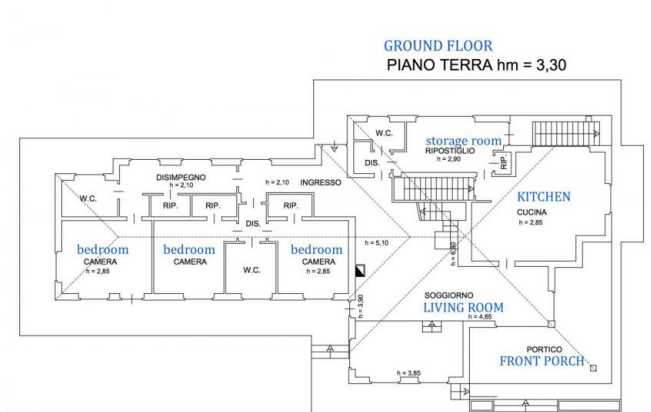 GROUND FLOOR
PIANO TERRA hm = 3,30
W.C.
storage room
RIPOSTIGLIO
h = 2,90
DIS.
RIP.
DISIMPEGNO
h = 2,10
h = 2,10
INGRESSO
W.C.
RIP.
RIP.
RIP.
DIS.
KITCHEN
CUCINA
h = 2,85
bedroom
CAMERA
h = 2,85
bedroom
CAMERA
bedroom
CAMERA
h = 2,85
W.C.
h = 5,10
h = 6,90
h = 3,90
SOGGIORNO
LIVING ROOM
h = 4,65
PORTICO
FRONT PORCH
h = 3,85